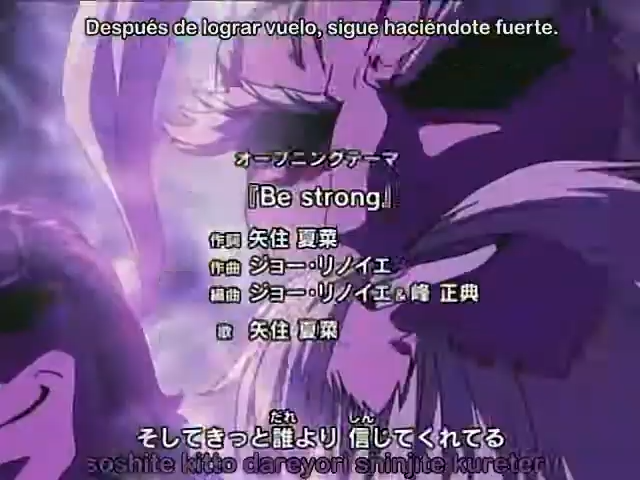 Después de lograr vuelo, sigue haciéndote fuerte.
オープニングテーマ
『Be strong』
作詞 矢住 夏菜
作曲 ジョー・リノイエ
編曲 ジョー・リノイエ&峰 正典
歌 矢住 夏菜
だれ しん
そしてきっと誰より 信じてくれてる
soshite kitto dareyori shinjite kureter